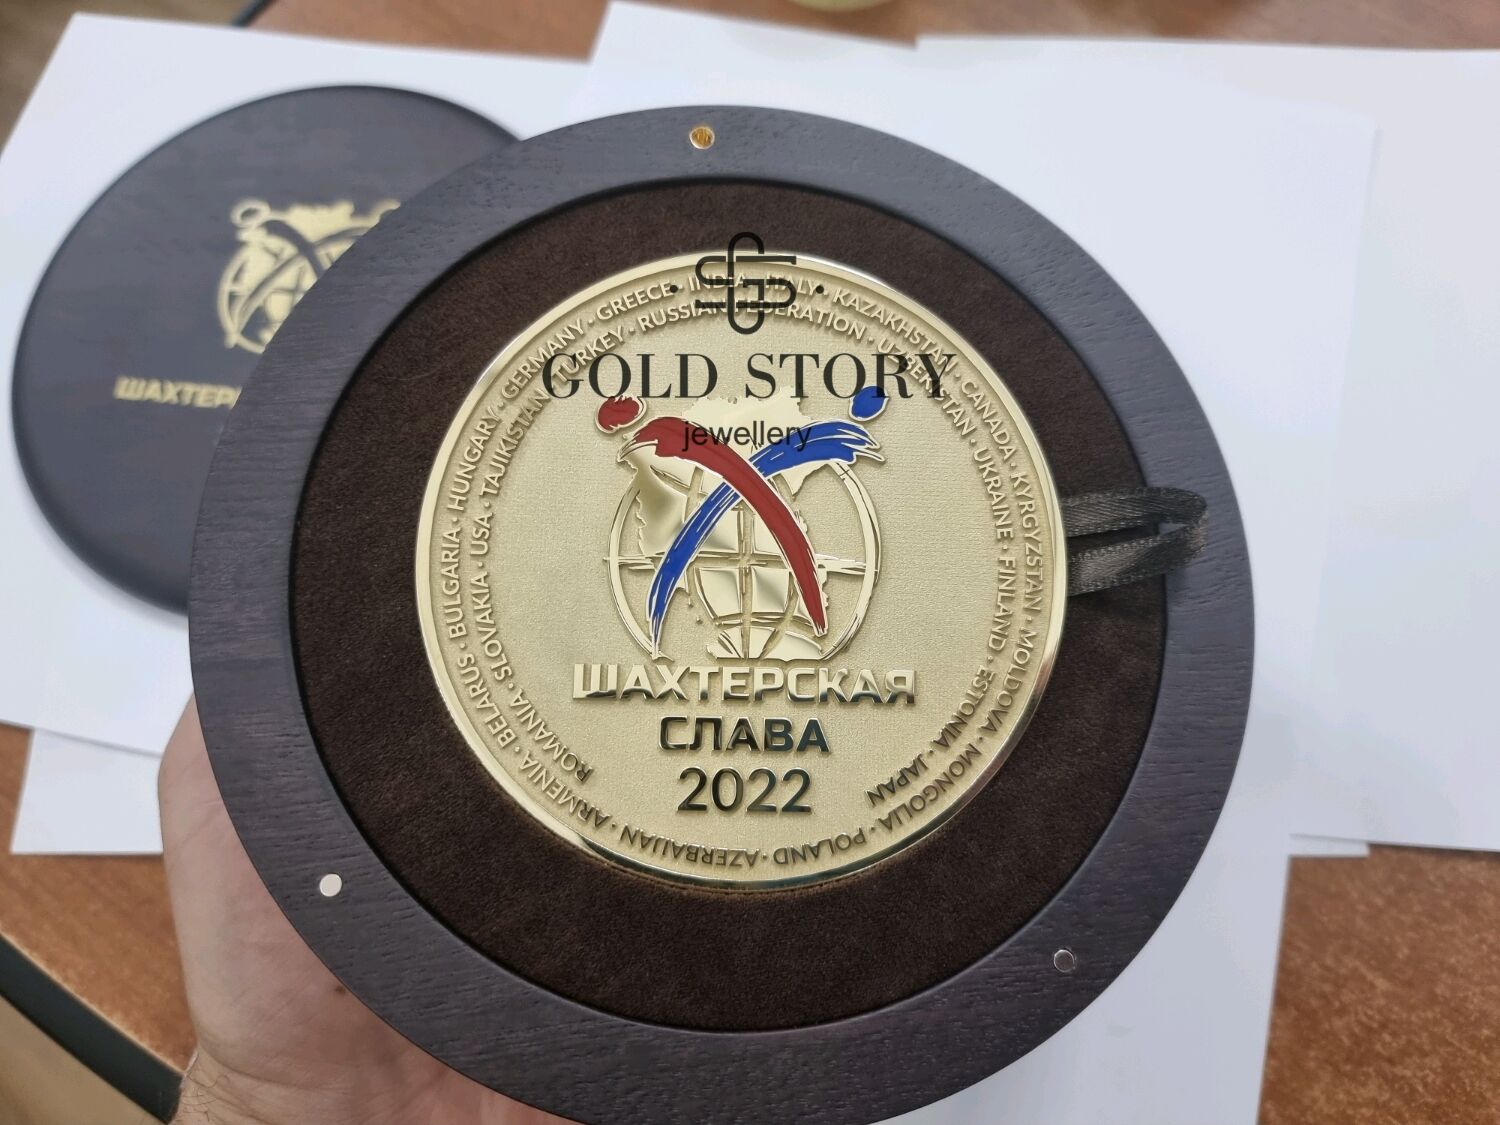 GOLD STORY
jewellery
ARMENIA · BELARUS · BULGARIA · HUNGARY · GERMANY · GREECE · INDIA · ITALY · KAZAKHSTAN · CANADA · KYRGYZSTAN · MOLDOVA · MONGOLIA · POLAND · AZERBAIJAN ·
ROMANIA · SLOVAKIA · USA · TAJIKISTAN · TURKEY · RUSSIAN FEDERATION · UZBEKISTAN · UKRAINE · FINLAND · ESTONIA · JAPAN
ШАХТЕРСКАЯ
СЛАВА
2022